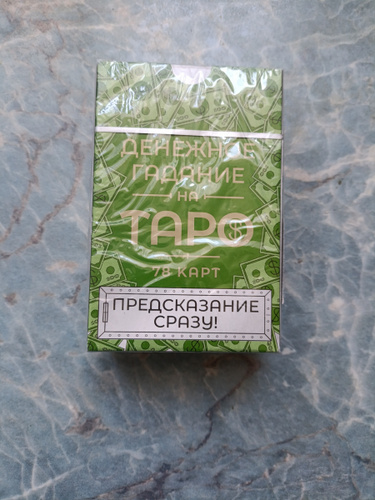 ДЕНЕЖНОЕ
ГАДАНИЕ
НА
ТАРО
78 КАРТ
ПРЕДСКАЗАНИЕ
СРАЗУ!